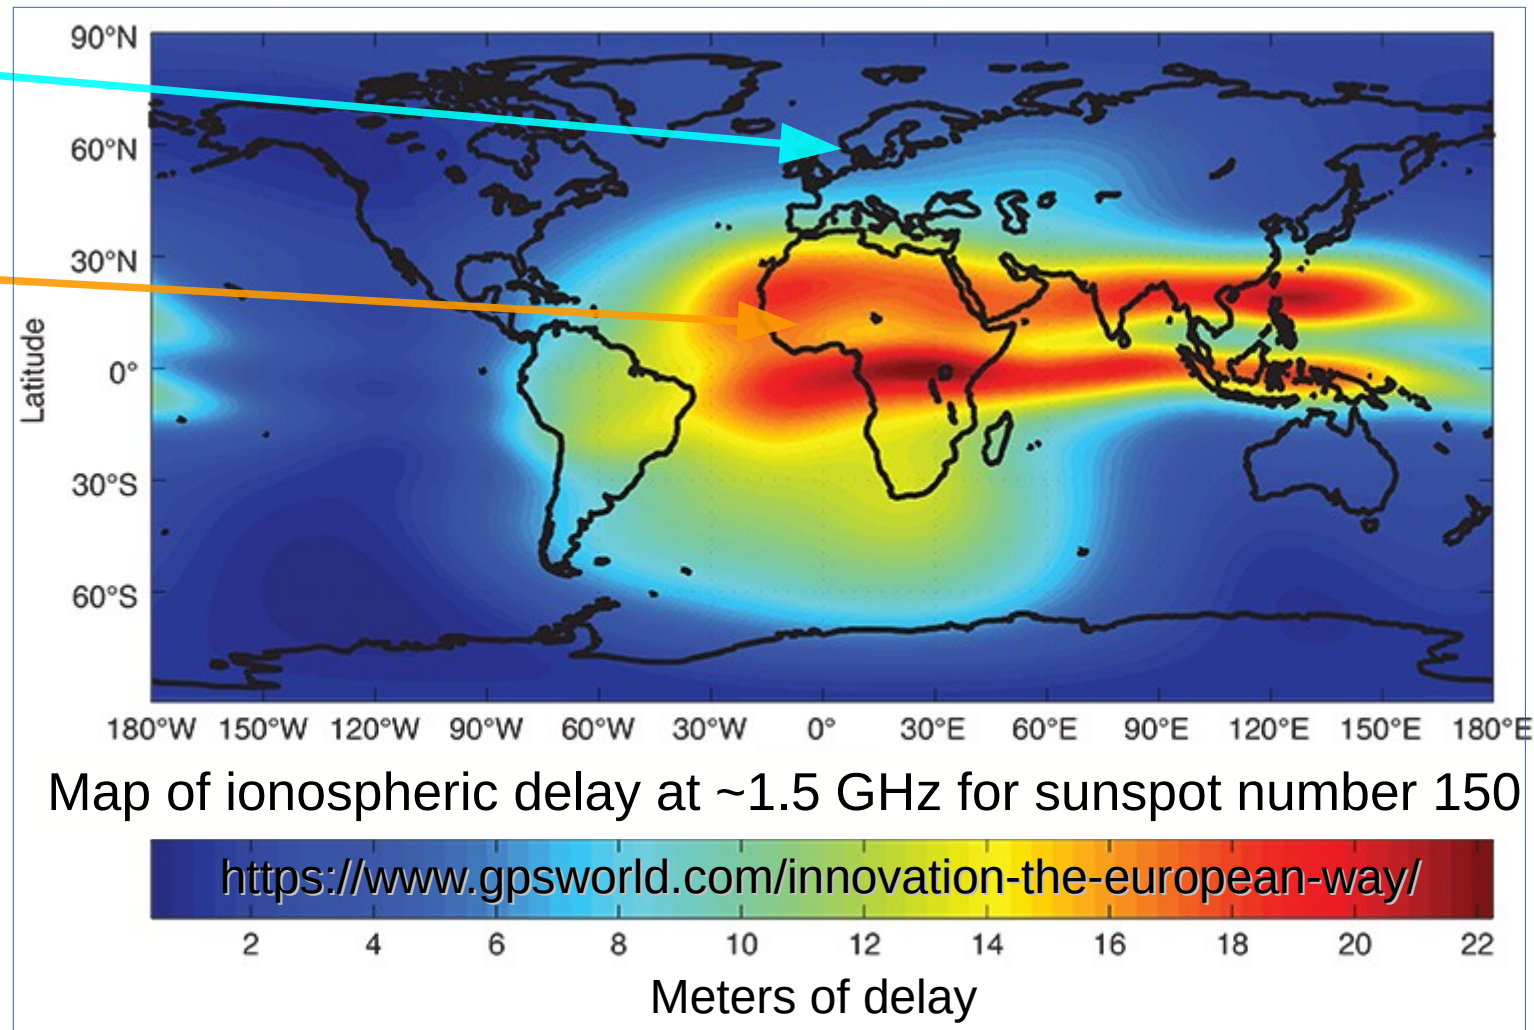 90°N
60°N
30°N
0°
30°S
60°S
Latitude
180°W 150°W 120°W 90°W 60°W 30°W 0° 30°E 60°E 90°E 120°E 150°E 180°E
Map of ionospheric delay at ~1.5 GHz for sunspot number 150
https://www.gpsworld.com/innovation-the-european-way/
2 4 6 8 10 12 14 16 18 20 22
Meters of delay